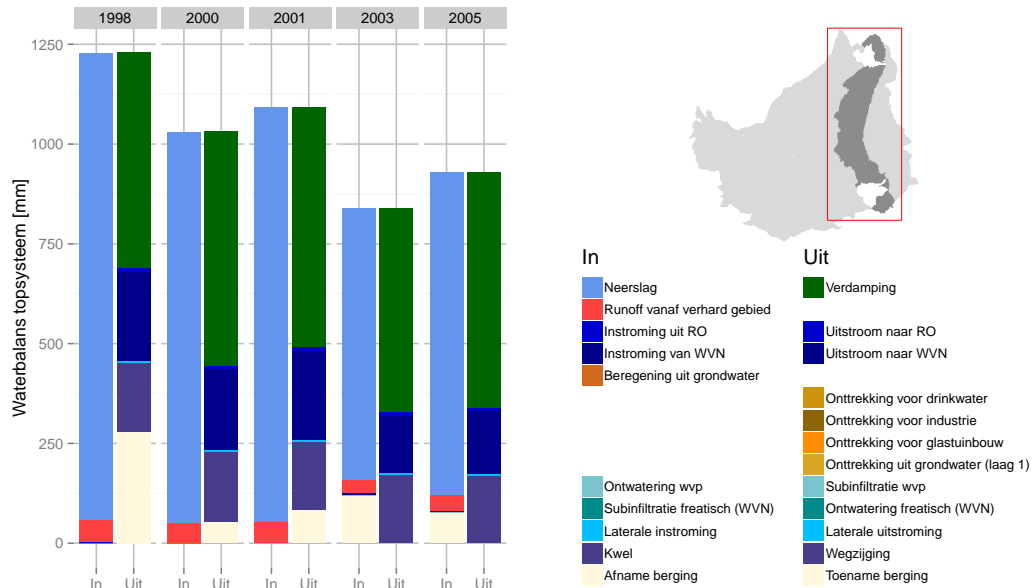 1998 2000 2001 2003 2005
Waterbalans topsysteem [mm]
1250
1000
750
500
250
0
In Uit In Uit In Uit In Uit In Uit
In
Neerslag
Runoff vanaf verhard gebied
Instroming uit RO
Instroming van WVN
Beregening uit grondwater
Ontwatering wvp
Subinfiltratie freatisch (WVN)
Laterale instroming
Kwel
Afname berging
Uit
Verdamping
Uitstroom naar RO
Uitstroom naar WVN
Onttrekking voor drinkwater
Onttrekking voor industrie
Onttrekking voor glastuinbouw
Onttrekking uit grondwater (laag 1)
Subinfiltratie wvp
Ontwatering freatisch (WVN)
Laterale uitstroming
Wegzijging
Toename berging